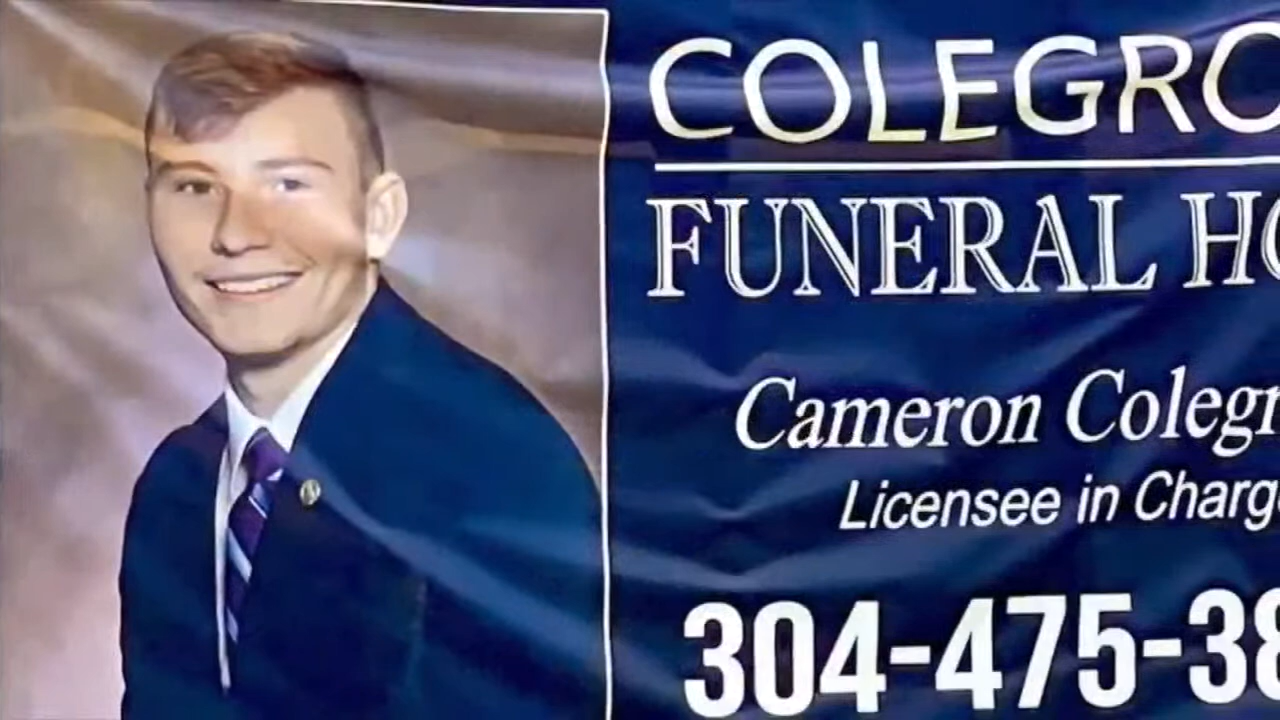 COLEGRO
FUNERAL HO
Cameron Colegr
Licensee in Charg
304-475-38